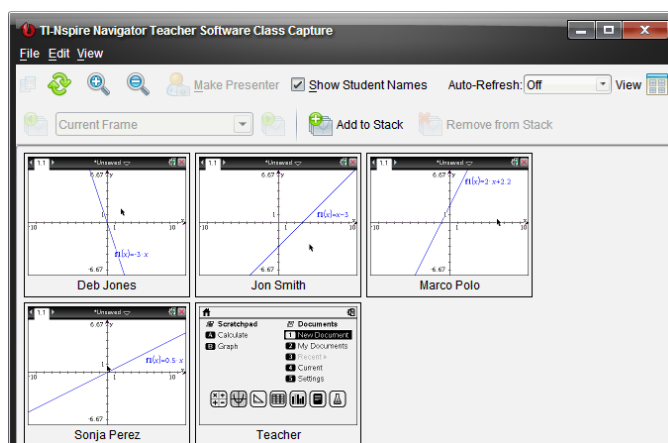 TI-Nspire Navigator Teacher Software Class Capture
File Edit View
Make Presenter Show Student Names Auto-Refresh: Off View
Current Frame Add to Stack Remove from Stack
1.1 *Unsaved
6.67 y
1
-10 1 10
f1(x)=-3·x
-6.67
Deb Jones
1.1 *Unsaved
6.67 y
1
-10 1 10
f1(x)=x-3
-6.67
Jon Smith
1.1 *Unsaved
6.67 y
f1(x)=2·x+2.2
1
-10 1 10
-6.67
Marco Polo
1.1 *Unsaved
6.67 y
f1(x)=0.5·x
1
-10 1 10
-6.67
Sonja Perez
Scratchpad
A Calculate
B Graph
Documents
1 New Document
2 My Documents
3 Recent
4 Current
5 Settings
Teacher